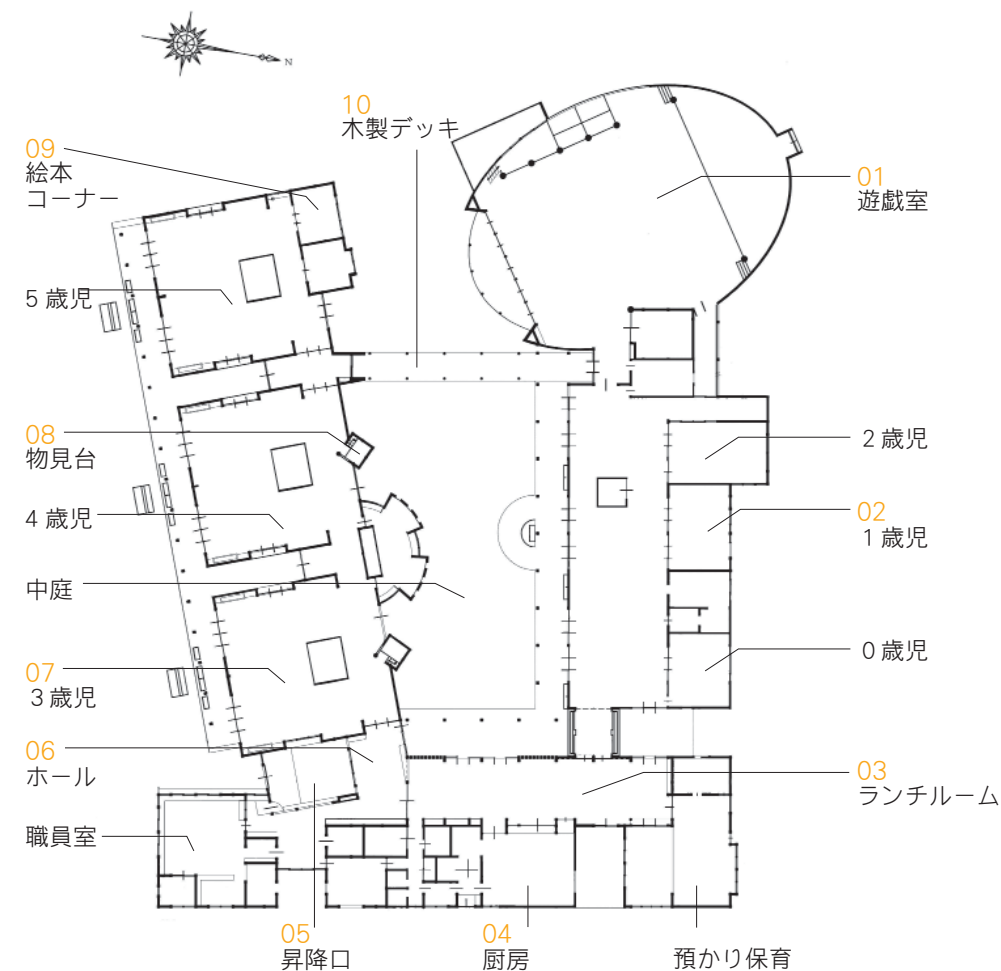 N
10
木製デッキ
09
絵本
コーナー
01
遊戯室
5歳児
08
物見台
2歳児
02
1歳児
4歳児
中庭
0歳児
07
3歳児
06
ホール
03
ランチルーム
職員室
05
昇降口
04
厨房
預かり保育